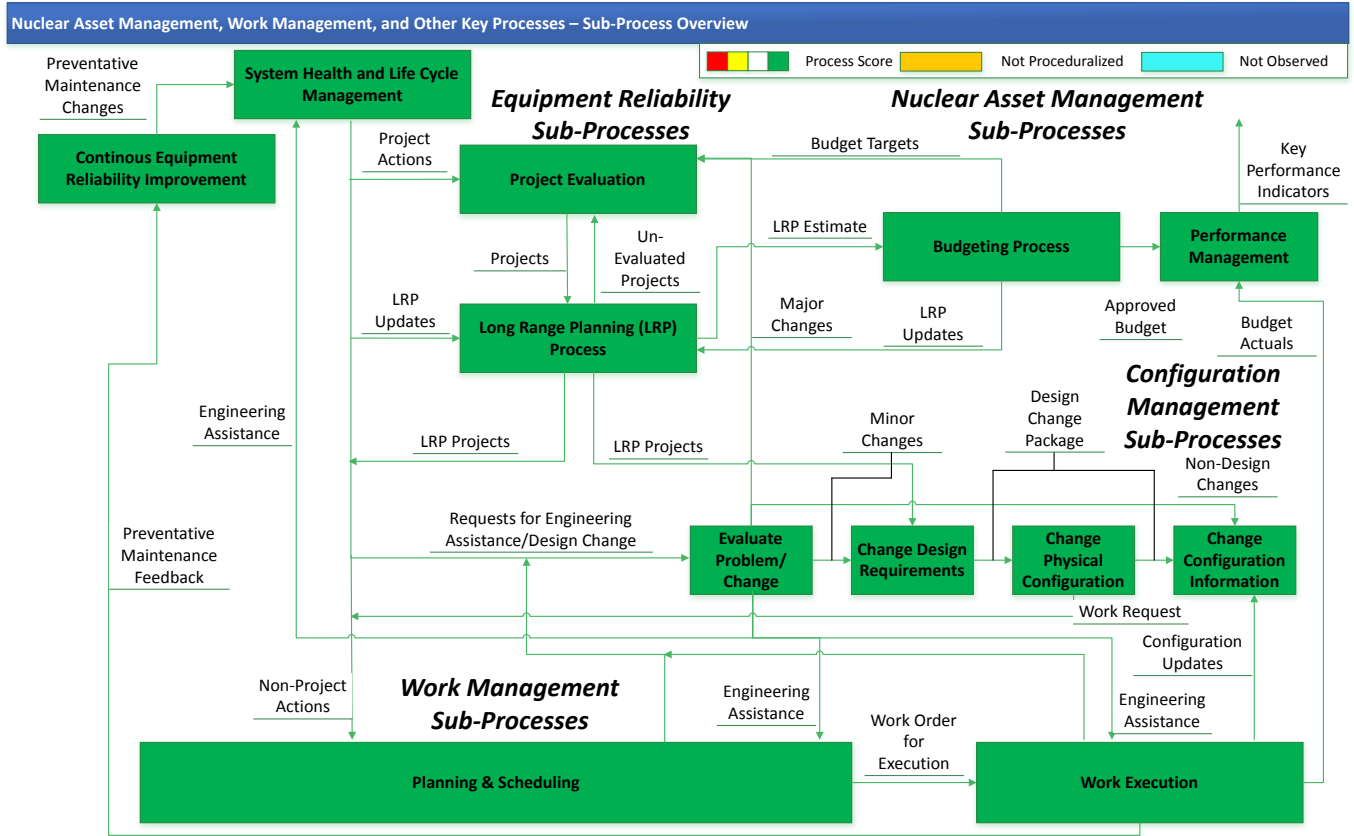 Nuclear Asset Management, Work Management, and Other Key Processes – Sub-Process Overview
Process Score
Not Proceduralized
Not Observed
Preventative
Maintenance
Changes
System Health and Life Cycle
Management
Equipment Reliability
Sub-Processes
Nuclear Asset Management
Sub-Processes
Continous Equipment
Reliability Improvement
Project
Actions
Project Evaluation
Budget Targets
Key
Performance
Indicators
LRP Estimate
Budgeting Process
Performance
Management
Projects
Un-
Evaluated
Projects
LRP
Updates
Long Range Planning (LRP)
Process
Major
Changes
LRP
Updates
Approved
Budget
Budget
Actuals
Configuration
Management
Sub-Processes
Engineering
Assistance
LRP Projects
LRP Projects
Minor
Changes
Design
Change
Package
Non-Design
Changes
Preventative
Maintenance
Feedback
Requests for Engineering
Assistance/Design Change
Evaluate
Problem/
Change
Change Design
Requirements
Change
Physical
Configuration
Change
Configuration
Information
Work Request
Configuration
Updates
Non-Project
Actions
Work Management
Sub-Processes
Engineering
Assistance
Work Order
for
Execution
Engineering
Assistance
Planning & Scheduling
Work Execution